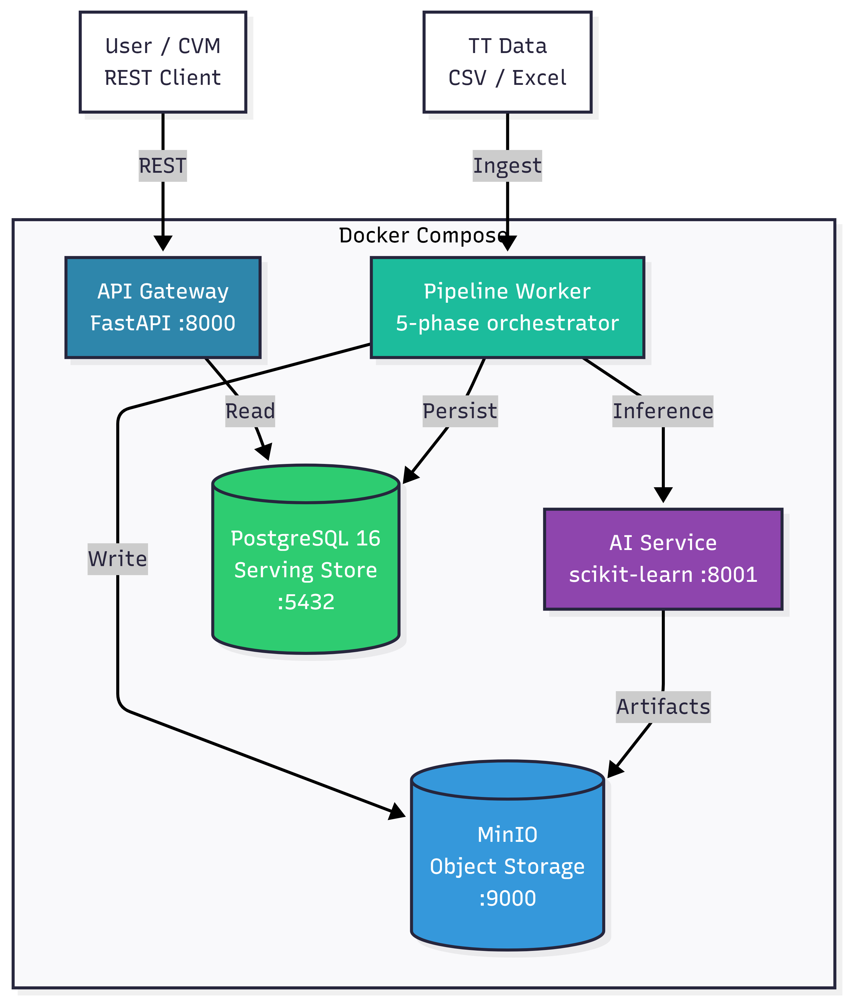 User / CVM
REST Client
TT Data
CSV / Excel
REST
Ingest
Docker Compose
API Gateway
FastAPI :8000
Pipeline Worker
5-phase orchestrator
Read
Persist
Inference
PostgreSQL 16
Serving Store
:5432
AI Service
scikit-learn :8001
Write
Artifacts
MinIO
Object Storage
:9000